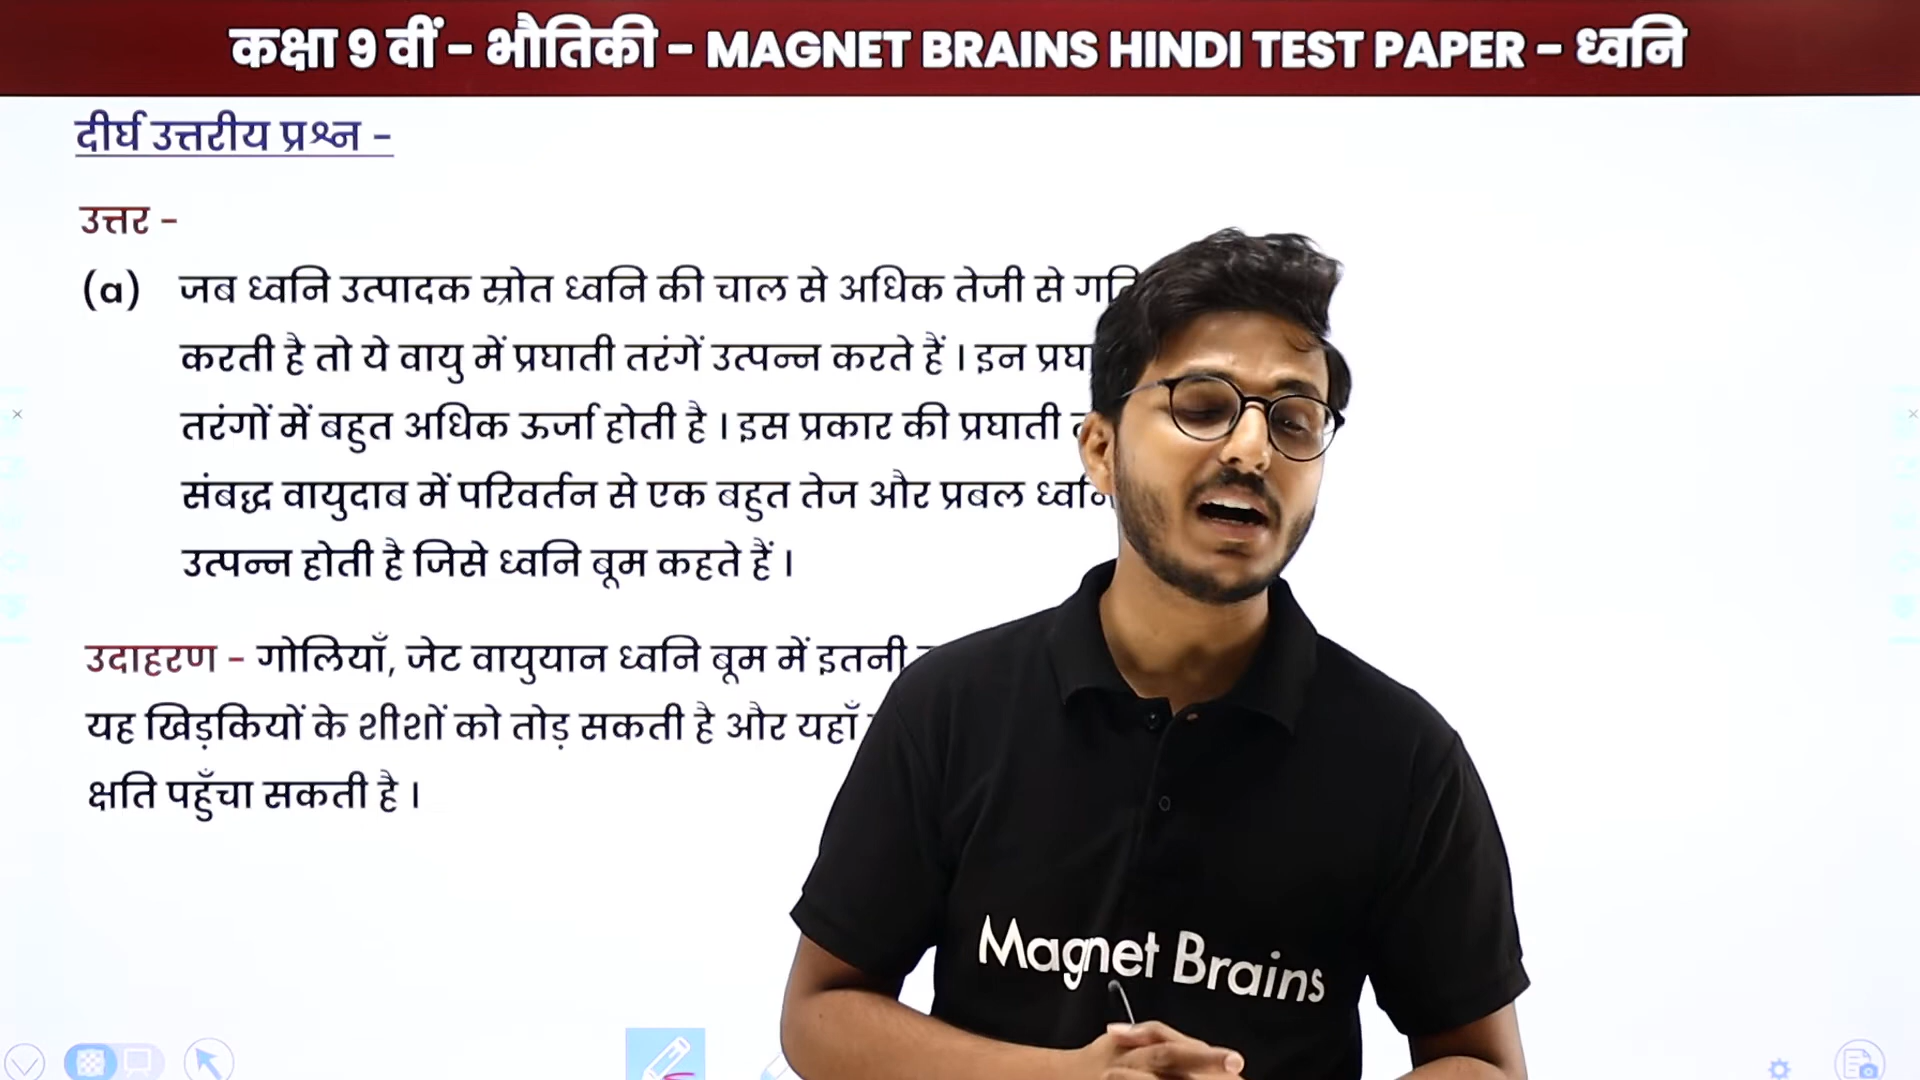 कक्षा 9 वीं – भौतिकी – MAGNET BRAINS HINDI TEST PAPER – ध्वनि
दीर्घ उत्तरीय प्रश्न –
उत्तर –
(a) जब ध्वनि उत्पादक स्रोत ध्वनि की चाल से अधिक तेजी से
करती है तो ये वायु में प्रघाती तरंगें उत्पन्न करते हैं । इन
तरंगों में बहुत अधिक ऊर्जा होती है । इस प्रकार की प्रघाती
संबद्ध वायुदाब में परिवर्तन से एक बहुत तेज और प्रबल ध्वनि
उत्पन्न होती है जिसे ध्वनि बूम कहते हैं ।
उदाहरण – गोलियाँ, जेट वायुयान ध्वनि बूम में इतनी
यह खिड़कियों के शीशों को तोड़ सकती है और यहाँ
क्षति पहुँचा सकती है ।
Magnet Brains